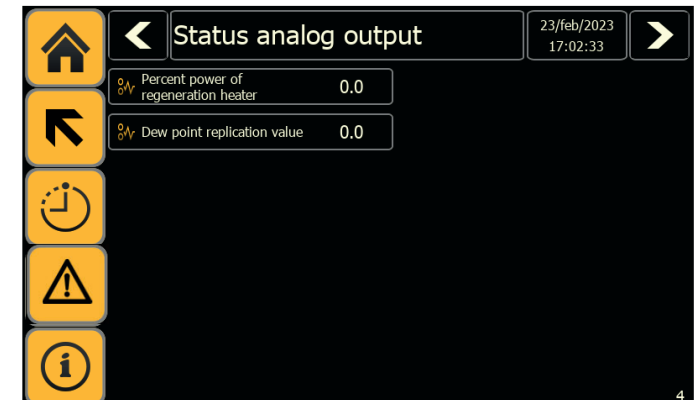 Status analog output
23/feb/2023
17:02:33
Percent power of
regeneration heater
0.0
Dew point replication value 0.0
4